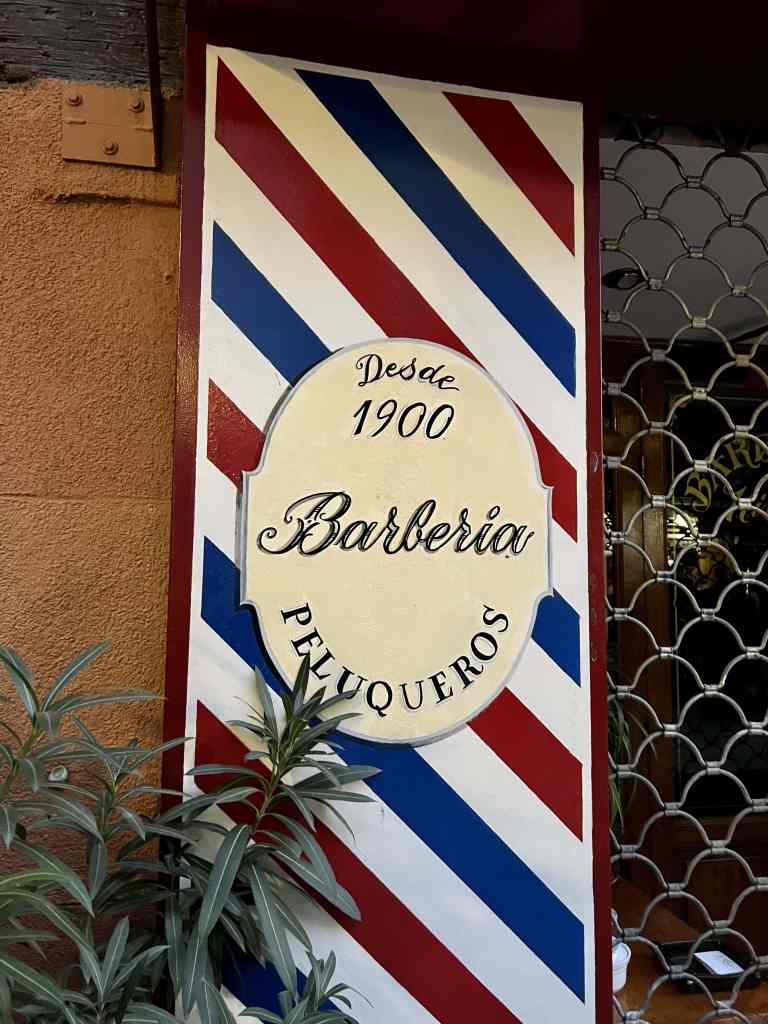 Desde
1900
Barberia
PELUQUEROS